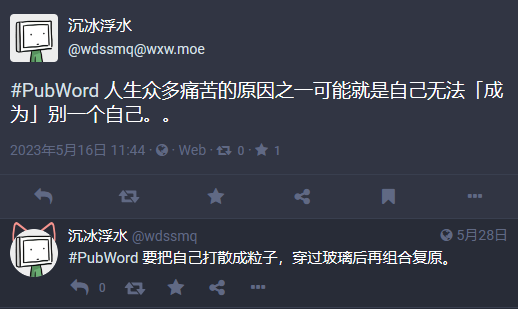 沉冰浮水
@wdssmq@wxw.moe
#PubWord 人生众多痛苦的原因之一可能就是自己无法「成
为」别一个自己。。
2023年5月16日 11:44 · · Web · 0 · 1
沉冰浮水 @wdssmq 5月28日
#PubWord 要把自己打散成粒子，穿过玻璃后再组合复原。
0